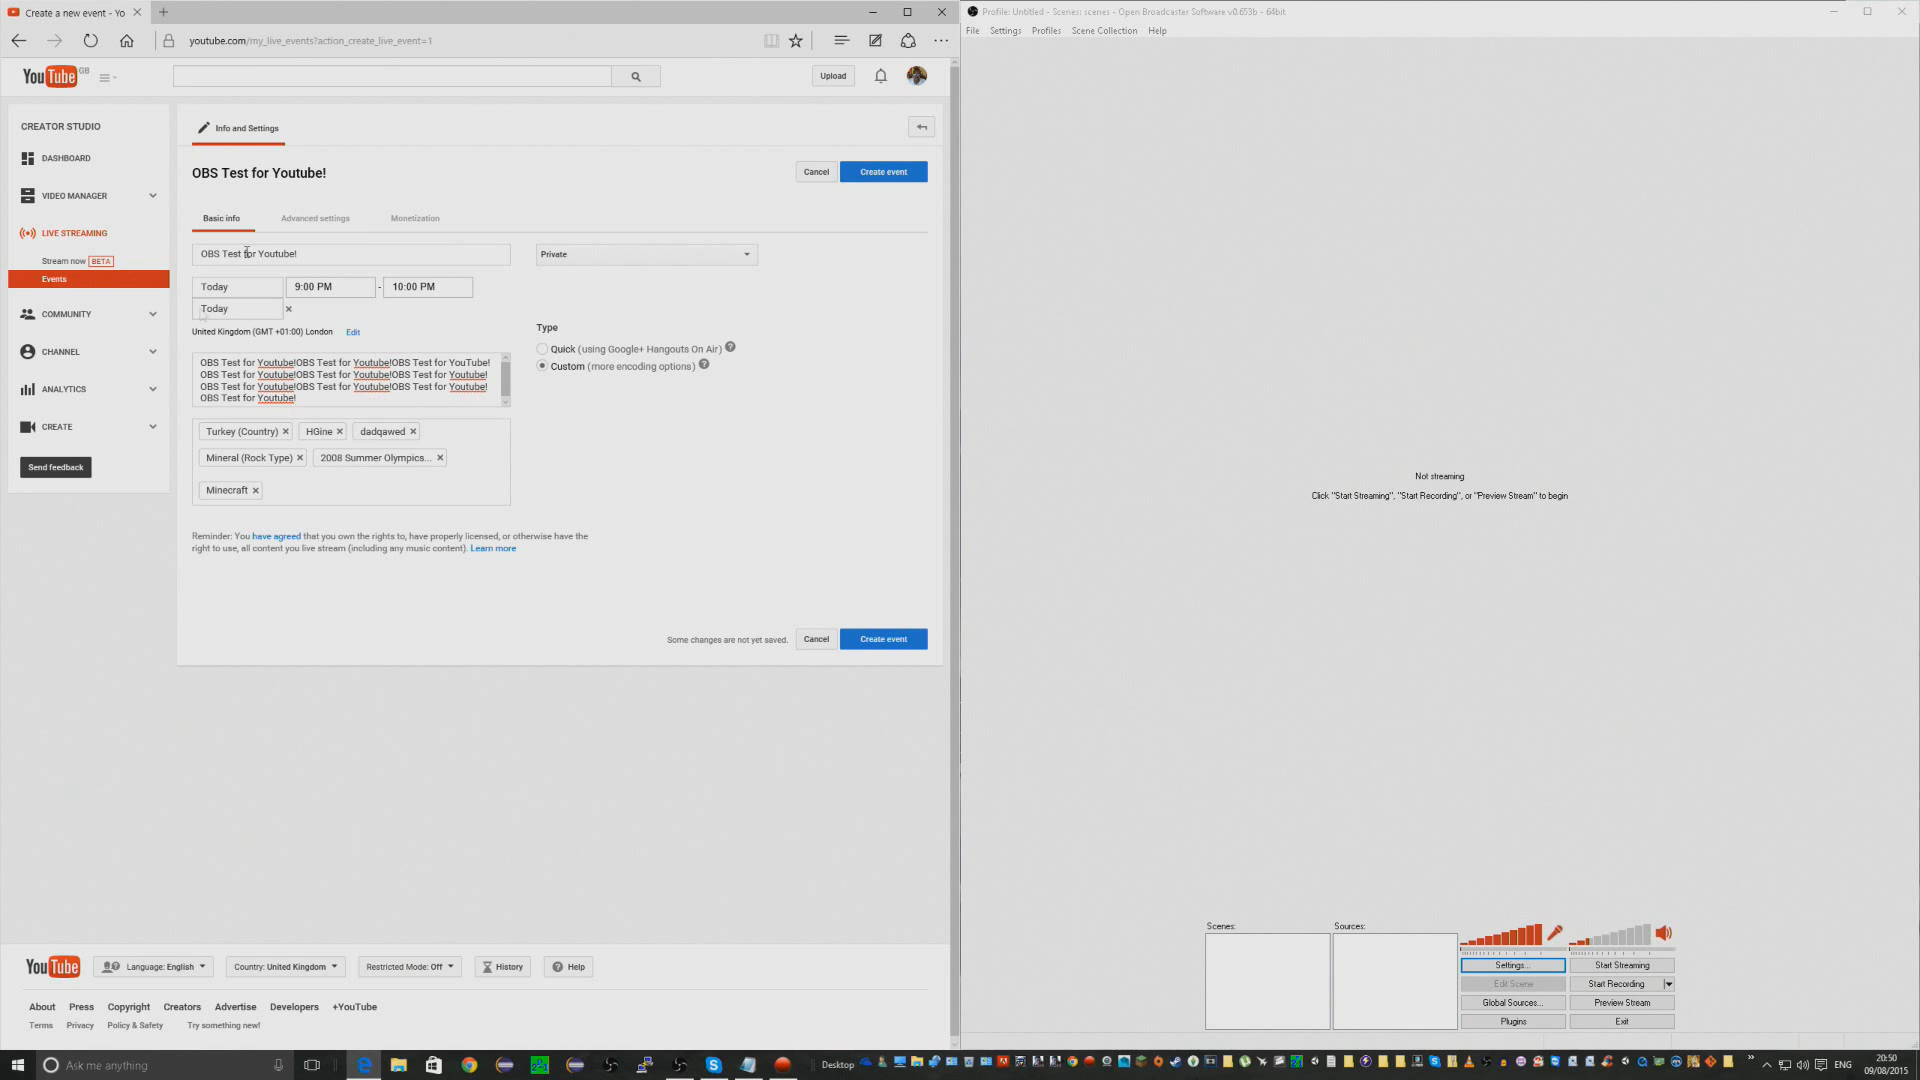 Create a new event - Yo
youtube.com/my_live_events?action_create_live_event=1
YouTube GB
Upload
CREATOR STUDIO
DASHBOARD
VIDEO MANAGER
LIVE STREAMING
Stream now BETA
Events
COMMUNITY
CHANNEL
ANALYTICS
CREATE
Send feedback
Info and Settings
OBS Test for Youtube!
Cancel
Create event
Basic info
Advanced settings
Monetization
OBS Test for Youtube!
Private
Today
9:00 PM
-
10:00 PM
Today
United Kingdom (GMT +01:00) London
Edit
Type
Quick (using Google+ Hangouts On Air)
Custom (more encoding options)
OBS Test for Youtube!OBS Test for Youtube!OBS Test for YouTube!
OBS Test for Youtube!OBS Test for Youtube!OBS Test for Youtube!
OBS Test for Youtube!OBS Test for Youtube!OBS Test for Youtube!
OBS Test for Youtube!
Turkey (Country)
HGine
dadqawed
Mineral (Rock Type)
2008 Summer Olympics...
Minecraft
Reminder: You have agreed that you own the rights to, have properly licensed, or otherwise have the
right to use, all content you live stream (including any music content). Learn more
Some changes are not yet saved.
Cancel
Create event
YouTube
Language: English
Country: United Kingdom
Restricted Mode: Off
History
Help
About
Press
Copyright
Creators
Advertise
Developers
+YouTube
Terms
Privacy
Policy & Safety
Try something new!
Profile: Untitled - Scenes: scenes - Open Broadcaster Software v0.653b - 64bit
File
Settings
Profiles
Scene Collection
Help
Not streaming
Click "Start Streaming", "Start Recording", or "Preview Stream" to begin
Scenes:
Sources:
Settings...
Start Streaming
Edit Scene
Start Recording
Global Sources...
Preview Stream
Plugins
Exit
Ask me anything
Desktop
ENG
20:50
09/08/2015